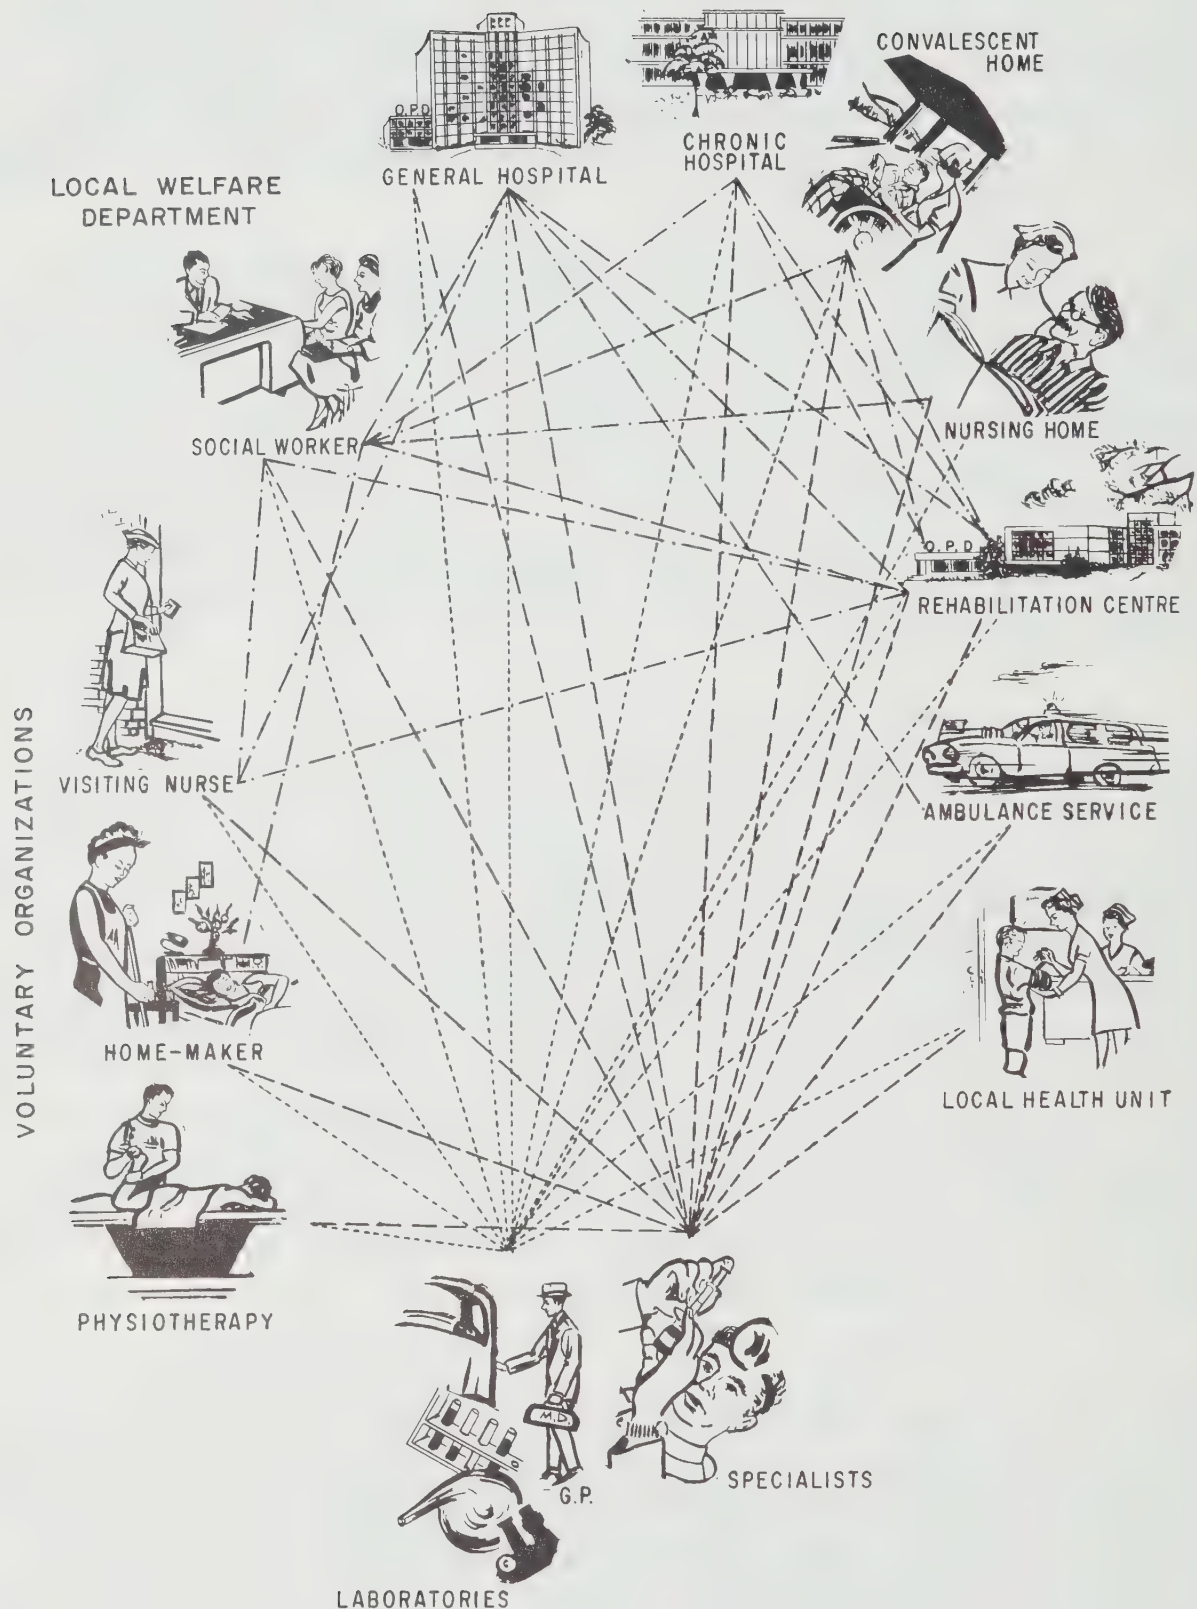 O.P.D
GENERAL HOSPITAL
CHRONIC
HOSPITAL
CONVALESCENT
HOME
LOCAL WELFARE
DEPARTMENT
SOCIAL WORKER
NURSING HOME
O.P.D
REHABILITATION CENTRE
VISITING NURSE
AMBULANCE SERVICE
VOLUNTARY ORGANIZATIONS
HOME-MAKER
LOCAL HEALTH UNIT
PHYSIOTHERAPY
M.D.
G.P.
SPECIALISTS
LABORATORIES